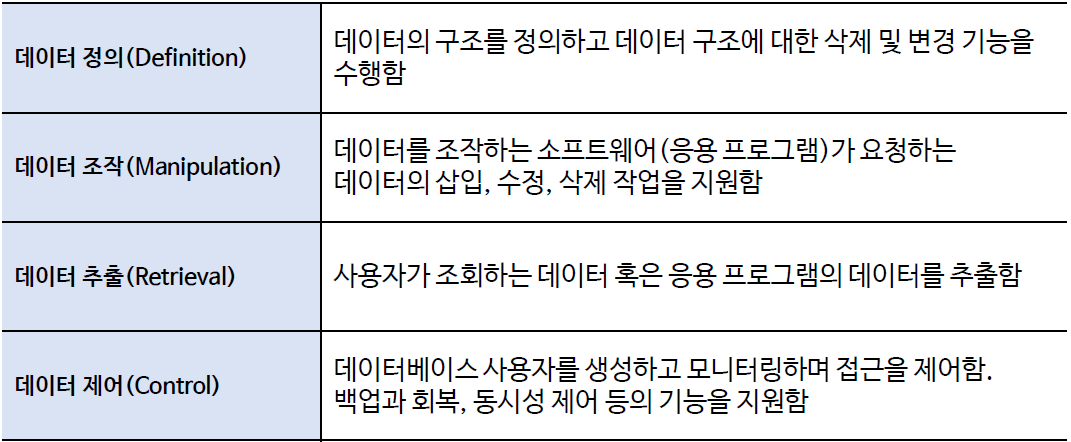 데이터 정의(Definition)
데이터의 구조를 정의하고 데이터 구조에 대한 삭제 및 변경 기능을
수행함
데이터 조작(Manipulation)
데이터를 조작하는 소프트웨어(응용 프로그램)가 요청하는
데이터의 삽입, 수정, 삭제 작업을 지원함
데이터 추출(Retrieval)
사용자가 조회하는 데이터 혹은 응용 프로그램의 데이터를 추출함
데이터 제어(Control)
데이터베이스 사용자를 생성하고 모니터링하며 접근을 제어함.
백업과 회복, 동시성 제어 등의 기능을 지원함